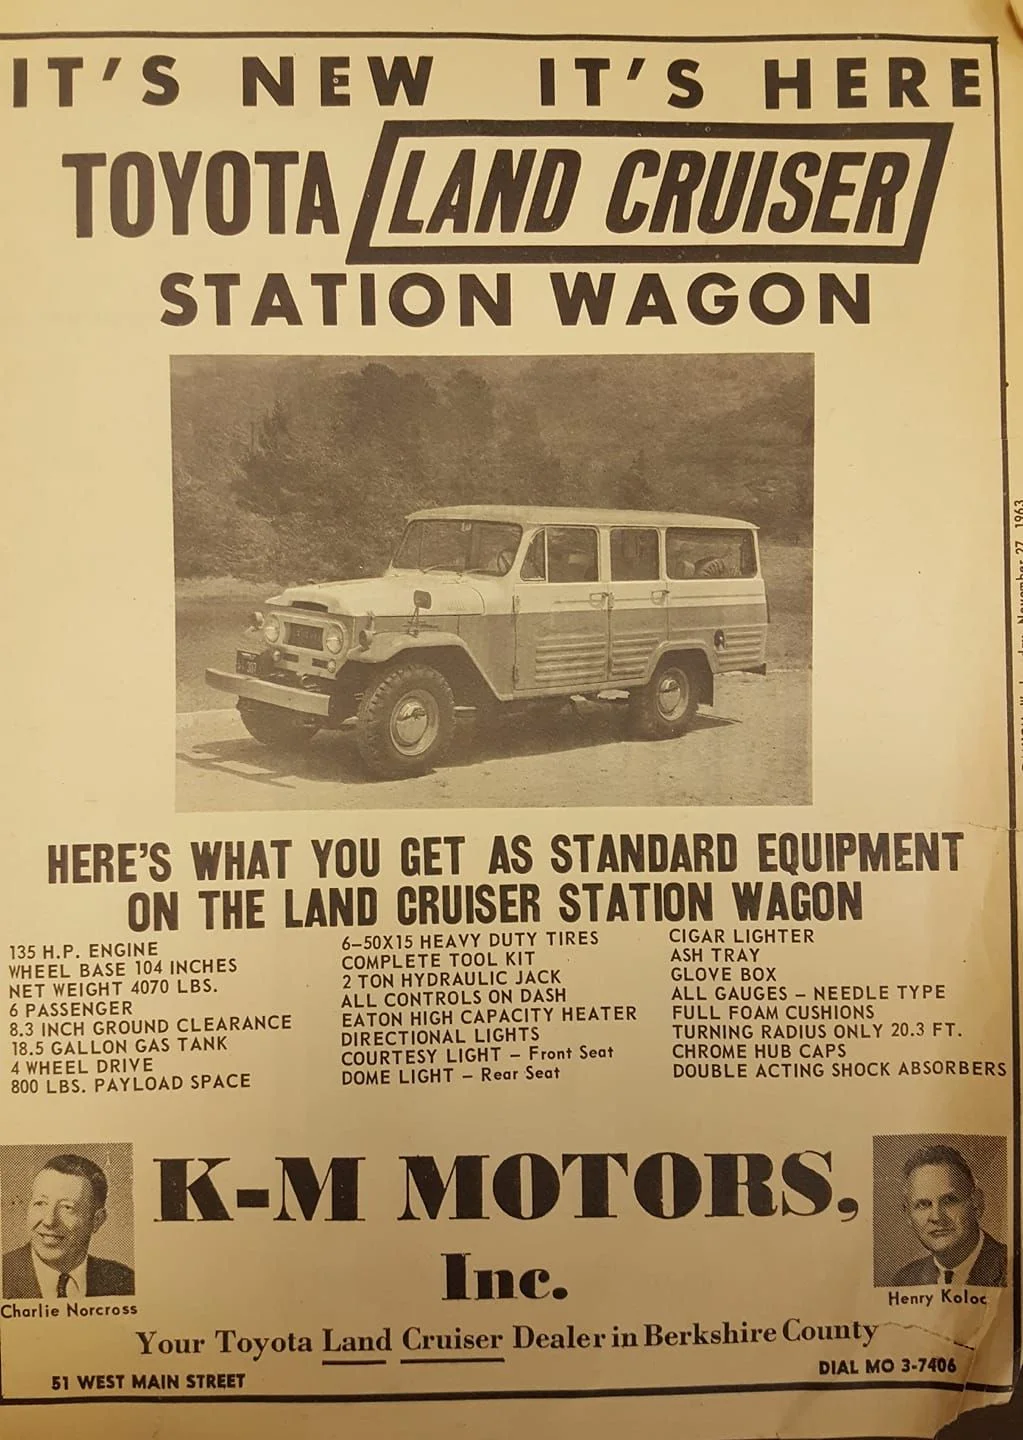 IT'S NEW IT'S HERE
TOYOTA LAND CRUISER
STATION WAGON
HERE'S WHAT YOU GET AS STANDARD EQUIPMENT
ON THE LAND CRUISER STATION WAGON
135 H.P. ENGINE
WHEEL BASE 104 INCHES
NET WEIGHT 4070 LBS.
6 PASSENGER
8.3 INCH GROUND CLEARANCE
18.5 GALLON GAS TANK
4 WHEEL DRIVE
800 LBS. PAYLOAD SPACE
6-50X15 HEAVY DUTY TIRES
COMPLETE TOOL KIT
2 TON HYDRAULIC JACK
ALL CONTROLS ON DASH
EATON HIGH CAPACITY HEATER
DIRECTIONAL LIGHTS
COURTESY LIGHT — Front Seat
DOME LIGHT — Rear Seat
CIGAR LIGHTER
ASH TRAY
GLOVE BOX
ALL GAUGES — NEEDLE TYPE
FULL FOAM CUSHIONS
TURNING RADIUS ONLY 20.3 FT.
CHROME HUB CAPS
DOUBLE ACTING SHOCK ABSORBERS
K-M MOTORS,
Inc.
Charlie Norcross
Henry Koloc
Your Toyota Land Cruiser Dealer in Berkshire County
51 WEST MAIN STREET
DIAL MO 3-7406
November 27, 1963